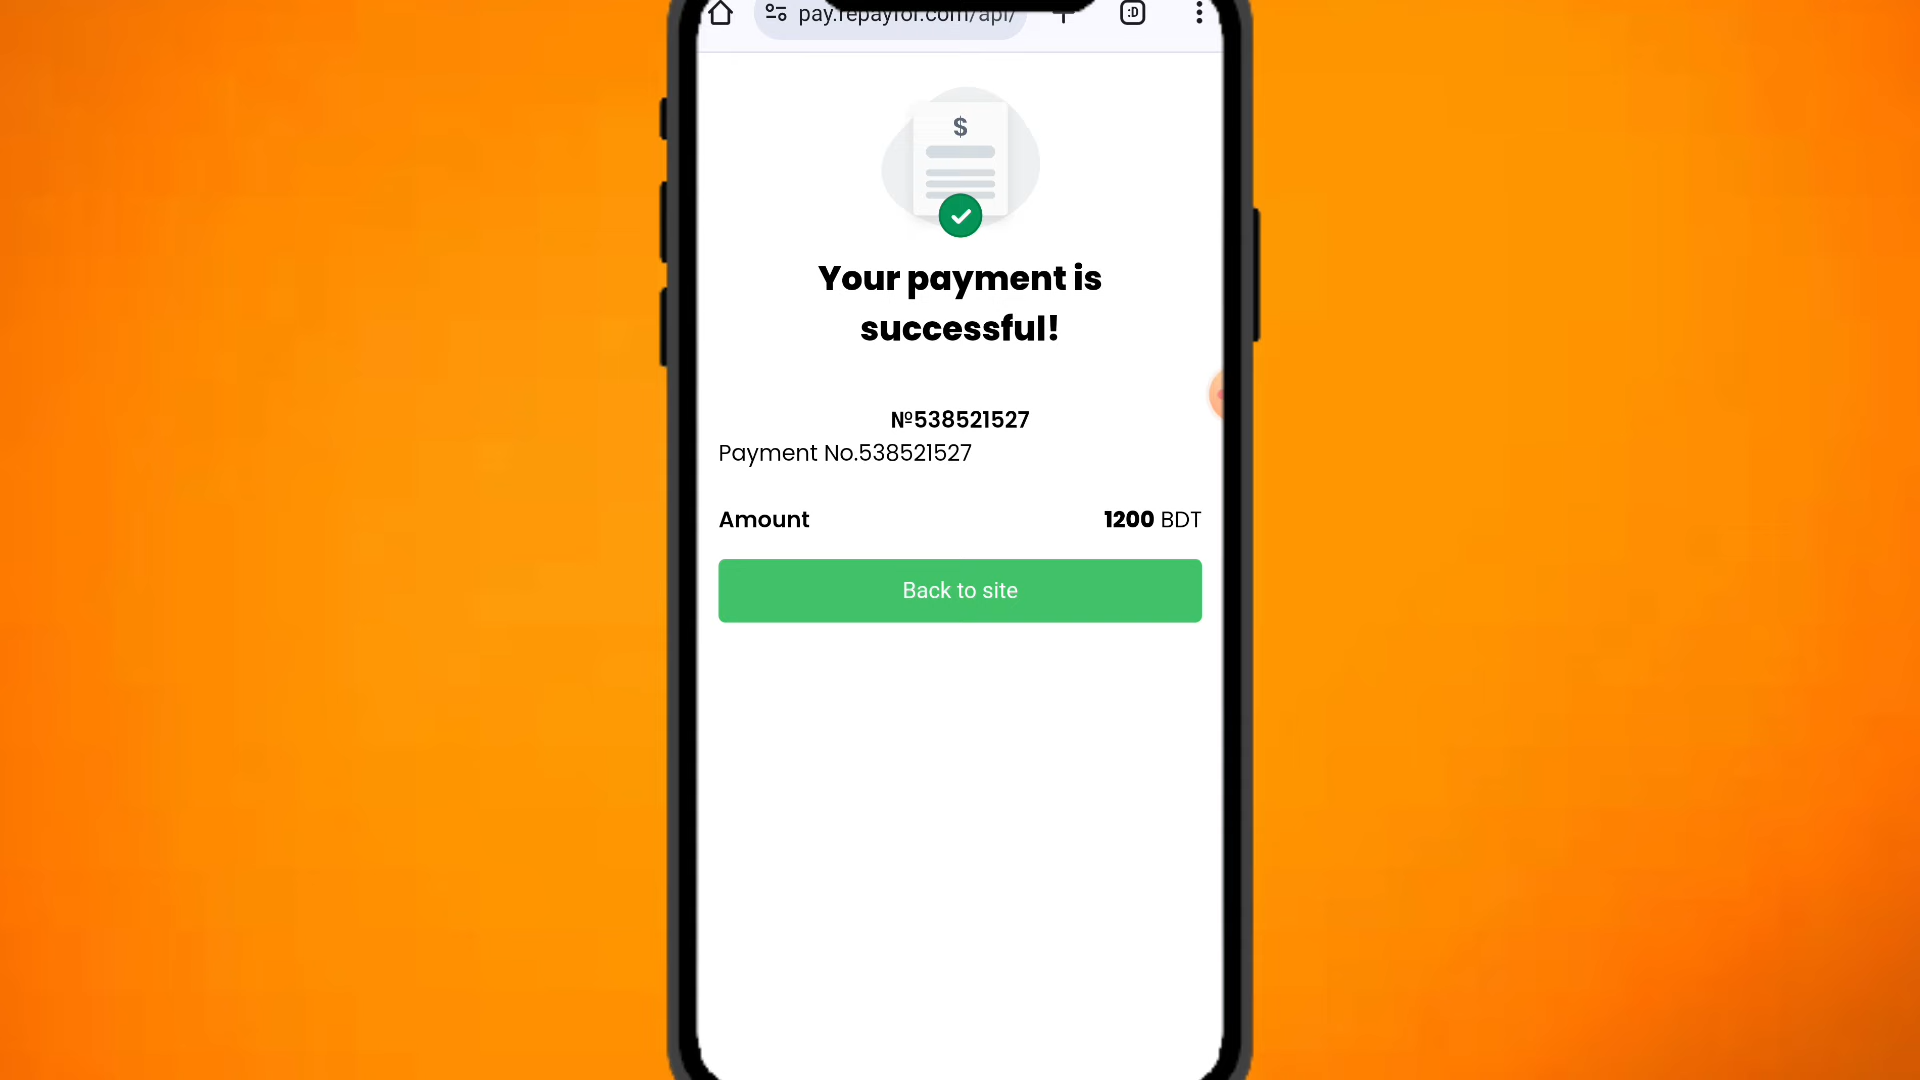 pay.repayfor.com/api/
:D
$
Your payment is
successful!
№538521527
Payment No.538521527
Amount 1200 BDT
Back to site